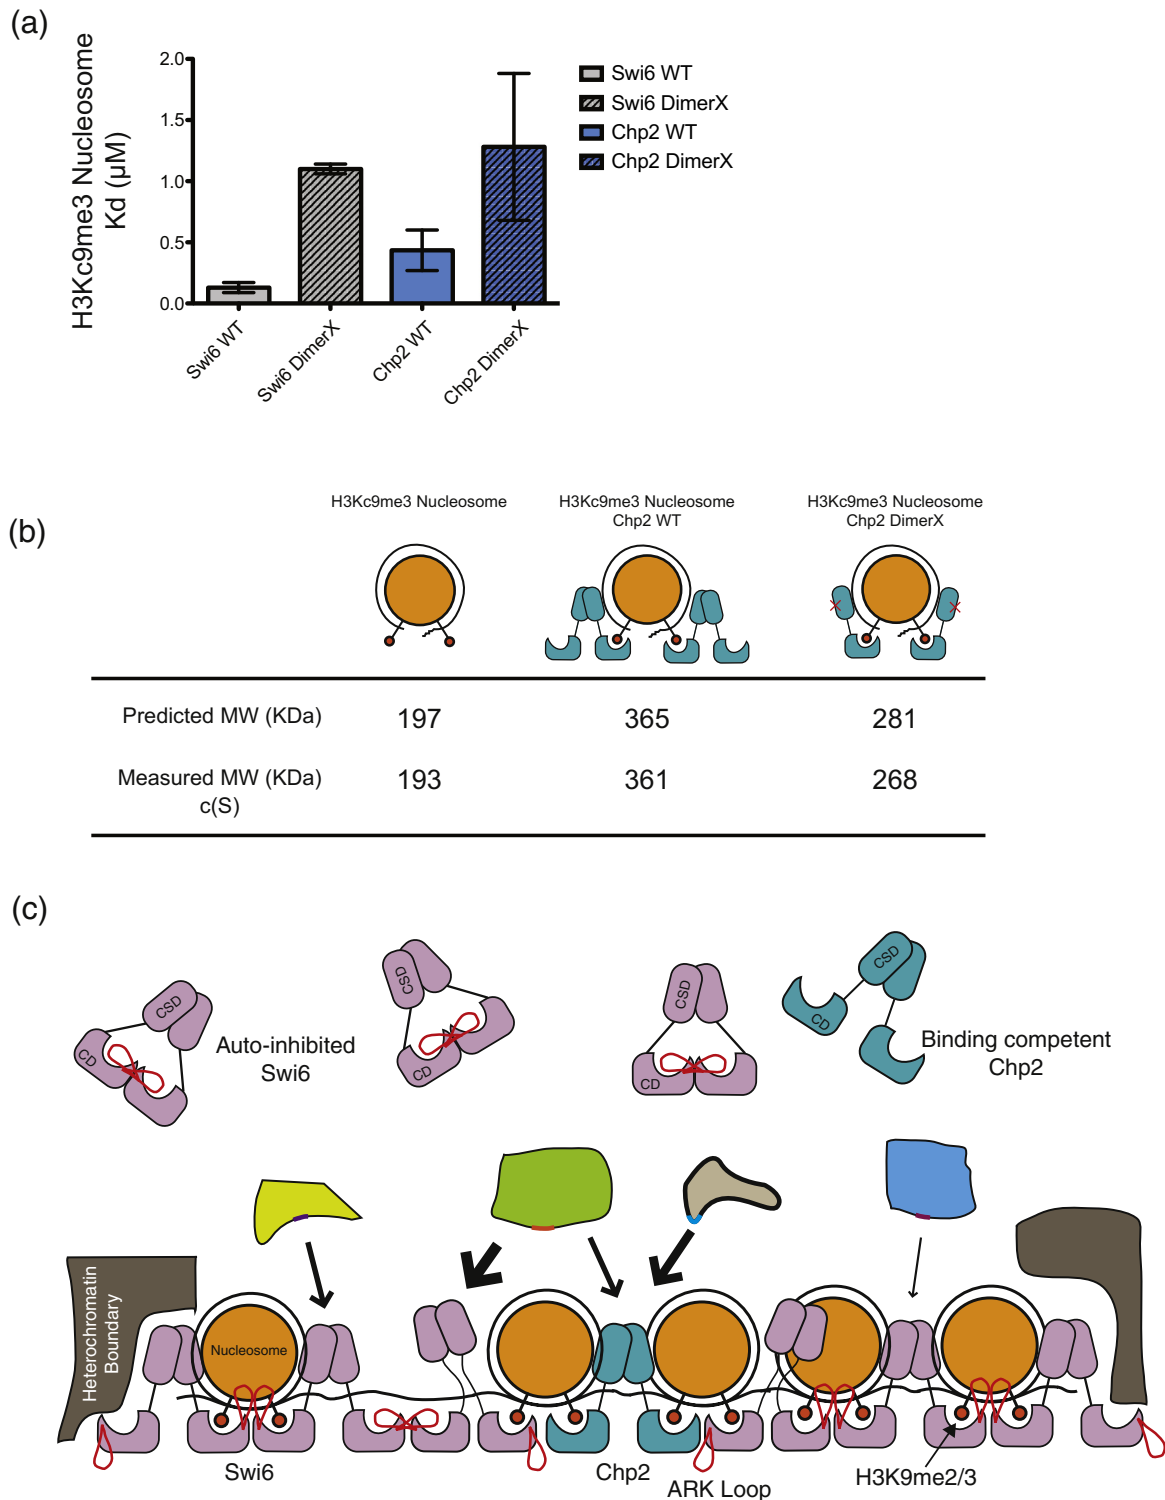 (a)
H3Kc9me3 Nucleosome
Kd (µM)
2.0
1.5
1.0
0.5
0.0
Swi6 WT
Swi6 DimerX
Chp2 WT
Chp2 DimerX
Swi6 WT
Swi6 DimerX
Chp2 WT
Chp2 DimerX
(b)
H3Kc9me3 Nucleosome
H3Kc9me3 Nucleosome
Chp2 WT
H3Kc9me3 Nucleosome
Chp2 DimerX
Predicted MW (KDa)
197
365
281
Measured MW (KDa)
c(S)
193
361
268
(c)
CSD
CD
Auto-inhibited
Swi6
CSD
CD
CSD
CD
CSD
CD
Binding competent
Chp2
Heterochromatin
Boundary
Nucleosome
Swi6
Chp2
ARK Loop
H3K9me2/3